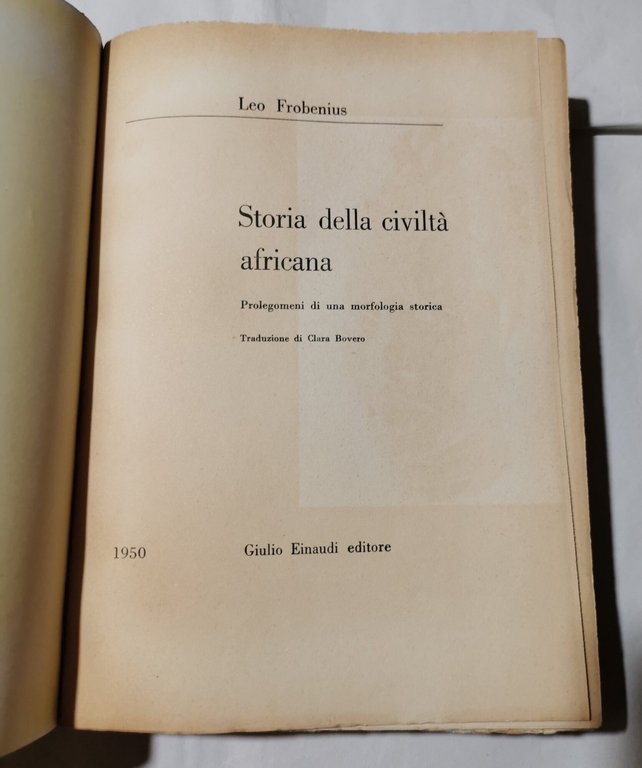 Leo Frobenius
Storia della civiltà
africana
Prolegomeni di una morfologia storica
Traduzione di Clara Bovero
1950 Giulio Einaudi editore